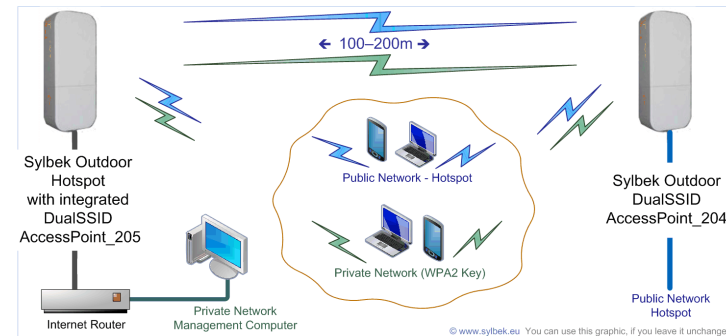 ← 100–200m →
Sylbek Outdoor
Hotspot
with integrated
DualSSID
AccessPoint_205
Internet Router
Private Network
Management Computer
Public Network - Hotspot
Private Network (WPA2 Key)
Sylbek Outdoor
DualSSID
AccessPoint_204
Public Network
Hotspot
© www.sylbek.eu You can use this graphic, if you leave it unchange